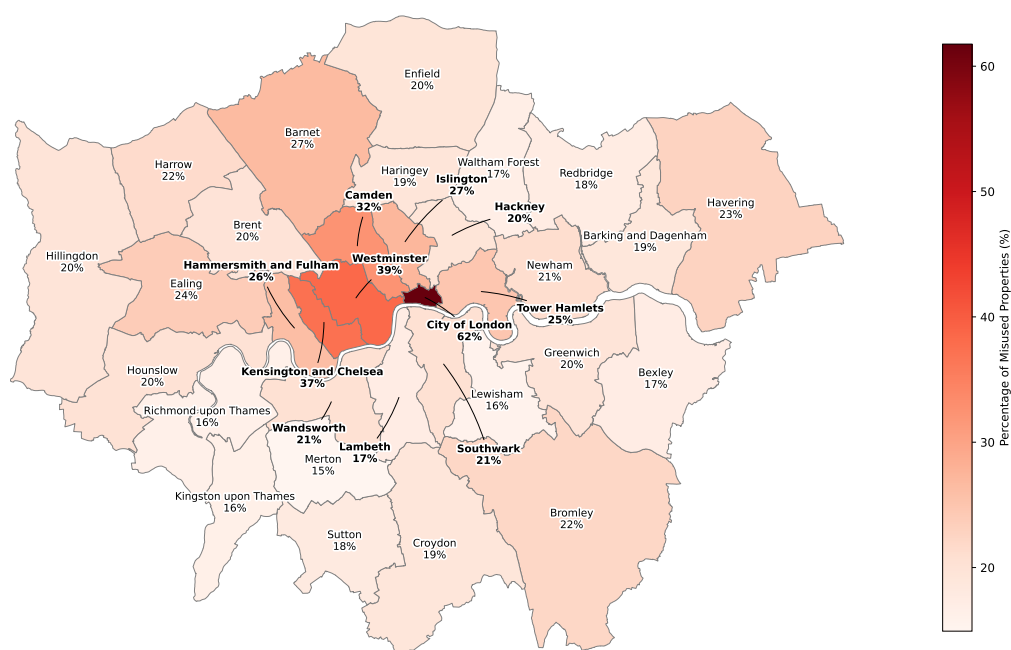 Enfield
20%
Barnet
27%
Harrow
22%
Haringey
19%
Waltham Forest
17%
Redbridge
18%
Islington
27%
Camden
32%
Hackney
20%
Havering
23%
Brent
20%
Barking and Dagenham
19%
Hillingdon
20%
Hammersmith and Fulham
26%
Westminster
39%
Newham
21%
Ealing
24%
Tower Hamlets
25%
City of London
62%
Greenwich
20%
Hounslow
20%
Kensington and Chelsea
37%
Bexley
17%
Lewisham
16%
Richmond upon Thames
16%
Wandsworth
21%
Lambeth
17%
Southwark
21%
Merton
15%
Kingston upon Thames
16%
Bromley
22%
Sutton
18%
Croydon
19%
60
50
40
30
20
Percentage of Misused Properties (%)